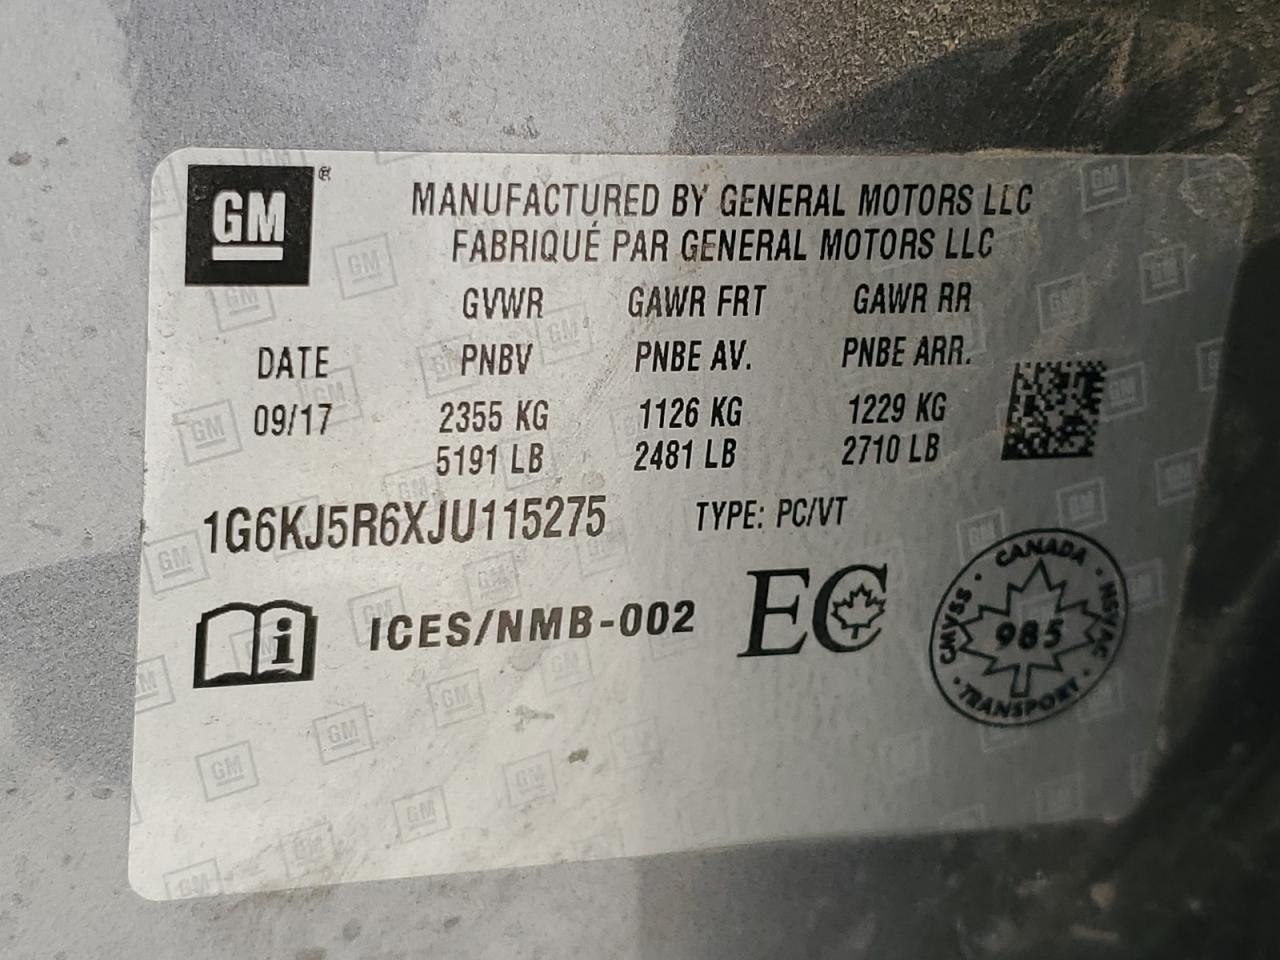 GM ®
MANUFACTURED BY GENERAL MOTORS LLC
FABRIQUÉ PAR GENERAL MOTORS LLC
GVWR GAWR FRT GAWR RR
DATE PNBV PNBE AV. PNBE ARR.
09/17 2355 KG 1126 KG 1229 KG
5191 LB 2481 LB 2710 LB
1G6KJ5R6XJU115275 TYPE: PC/VT
i ICES/NMB-002 EC
CANADA
CMVSS 985 NSVAC
TRANSPORT